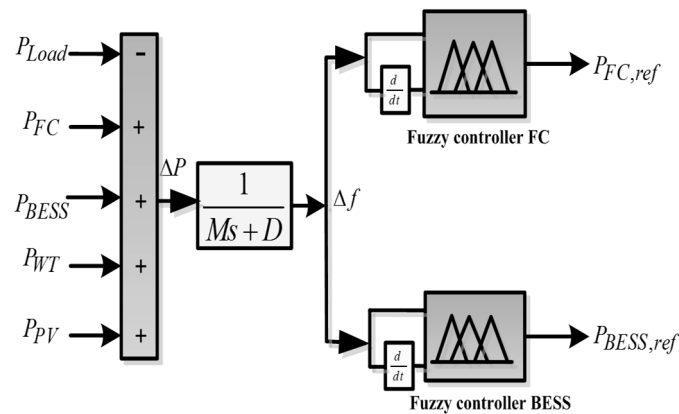 P_Load
-
P_FC
+
P_BESS
+
P_WT
+
P_PV
+
ΔP
1
Ms + D
Δf
d
dt
Fuzzy controller FC
P_FC,ref
d
dt
Fuzzy controller BESS
P_BESS,ref